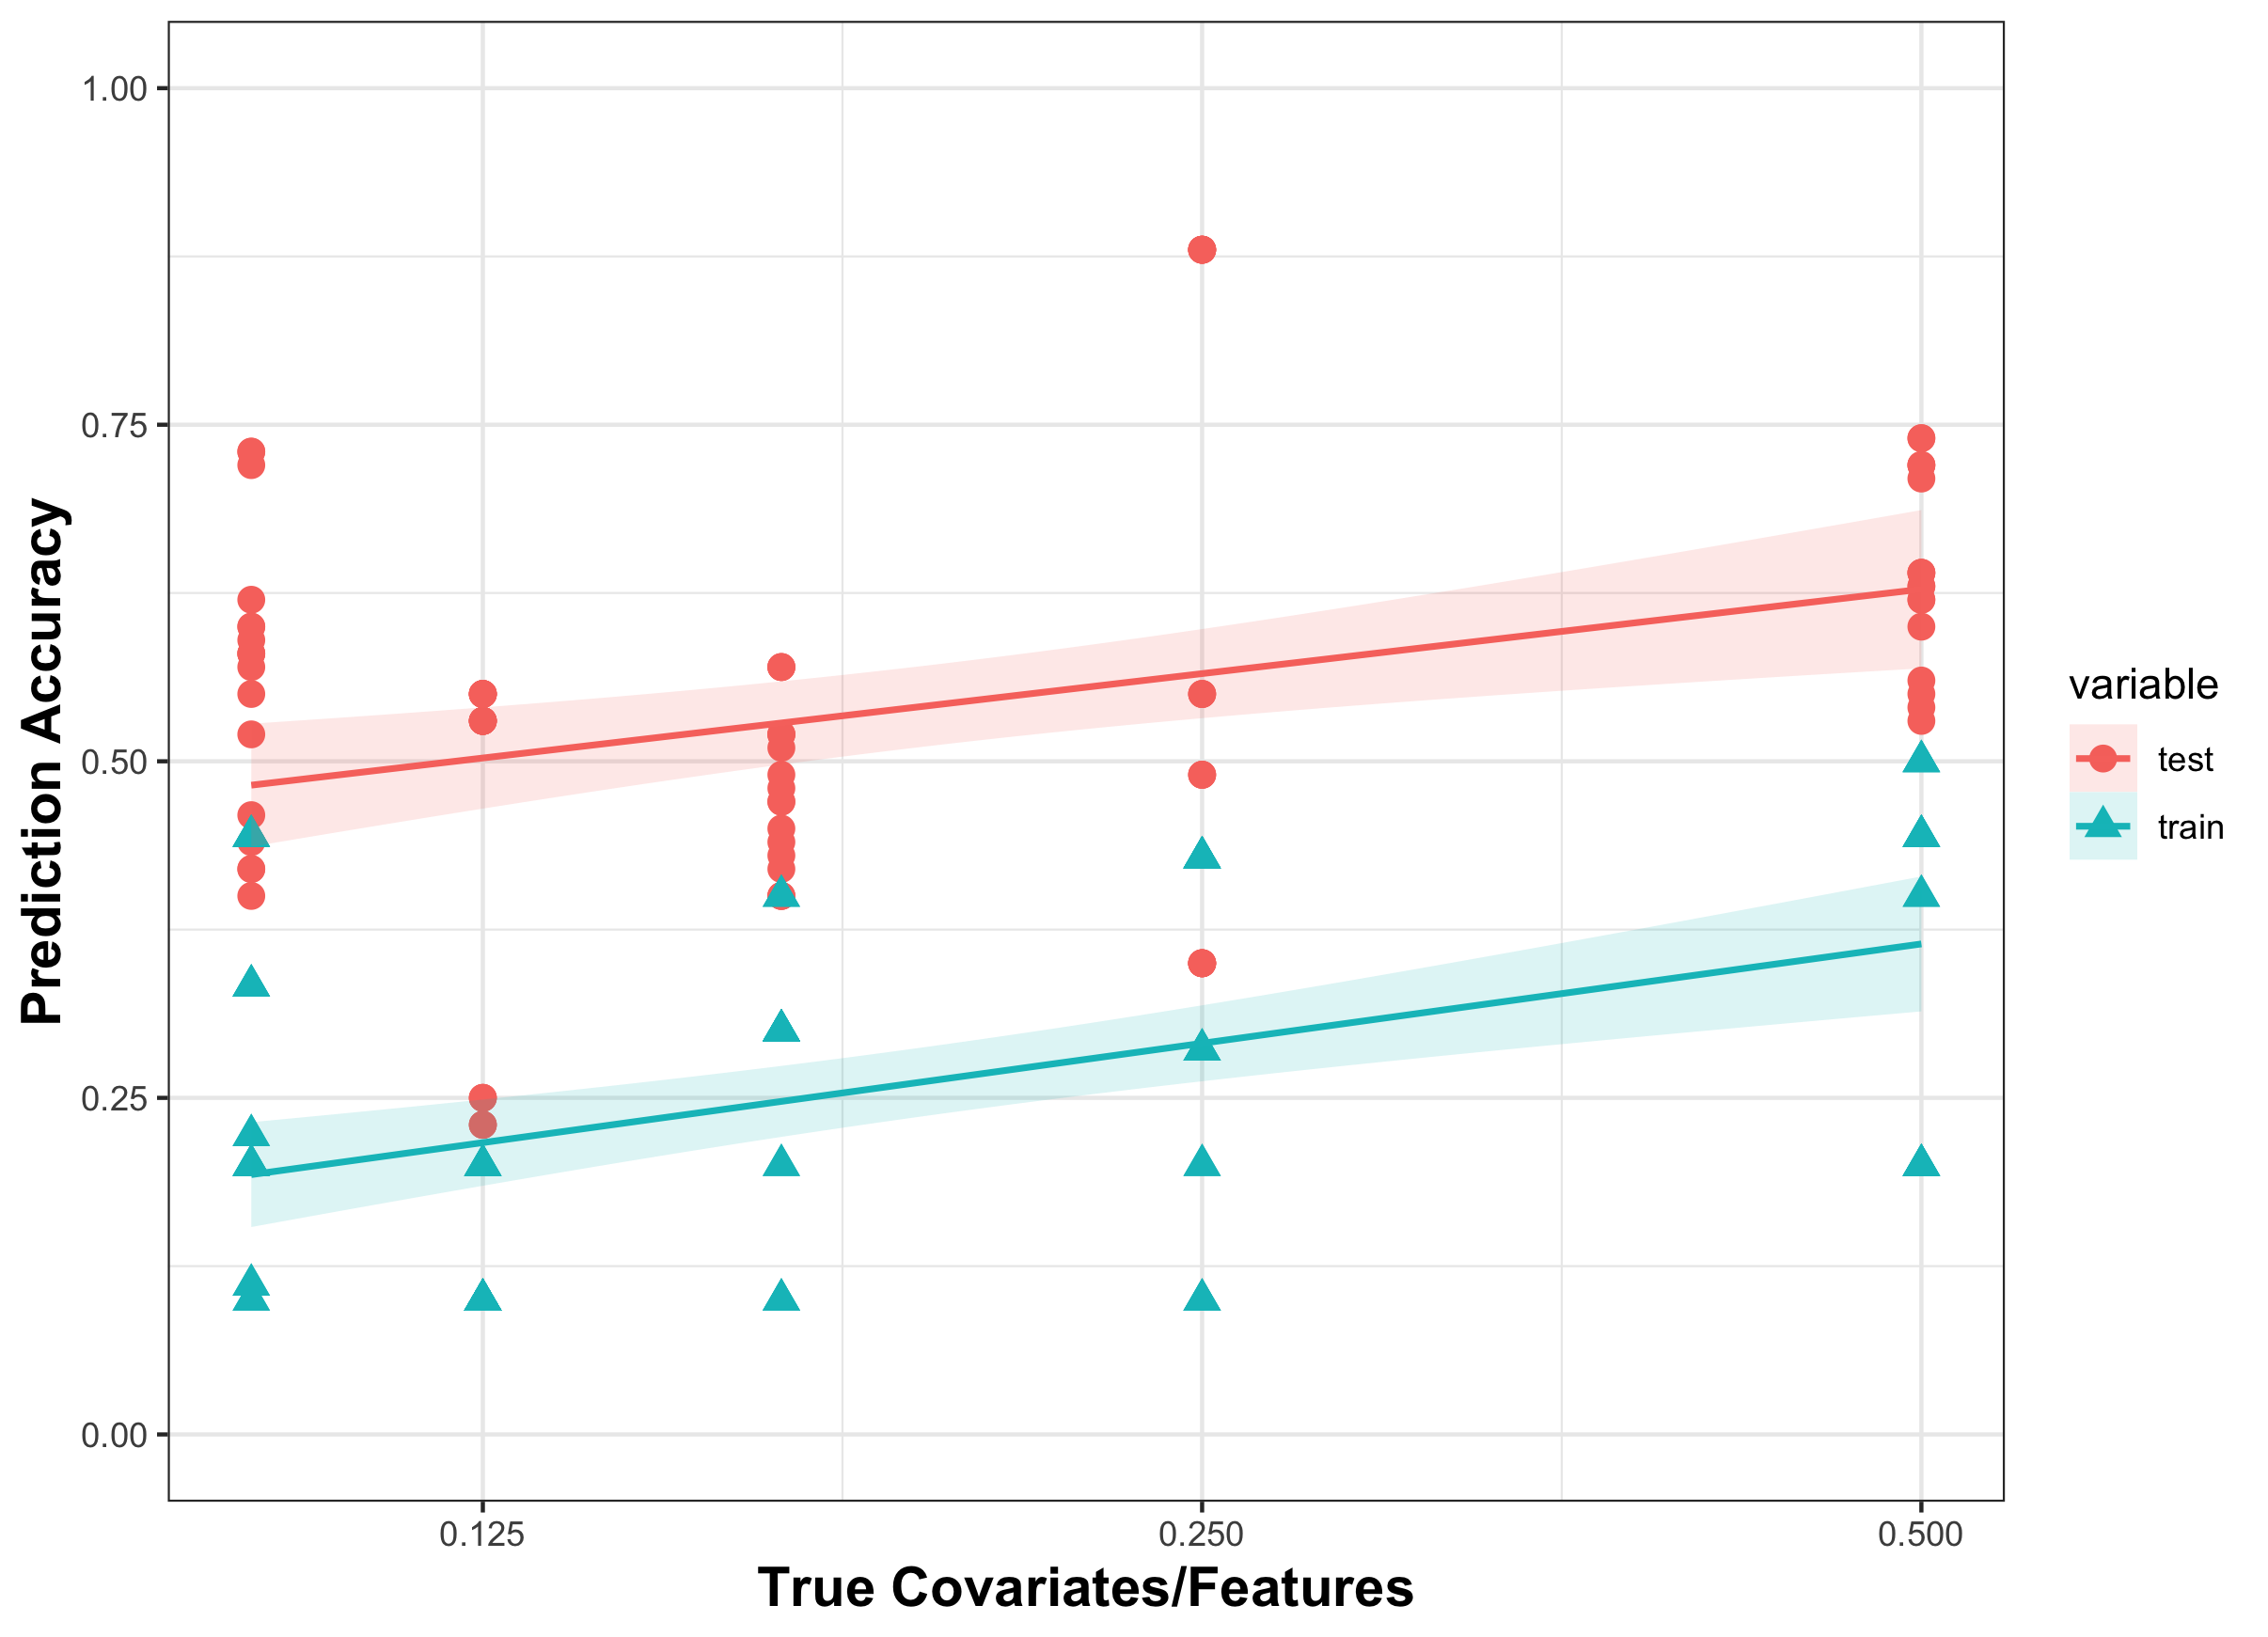 1.00
0.75
0.50
0.25
0.00
Prediction Accuracy
0.125 0.250 0.500
True Covariates/Features
variable
test
train